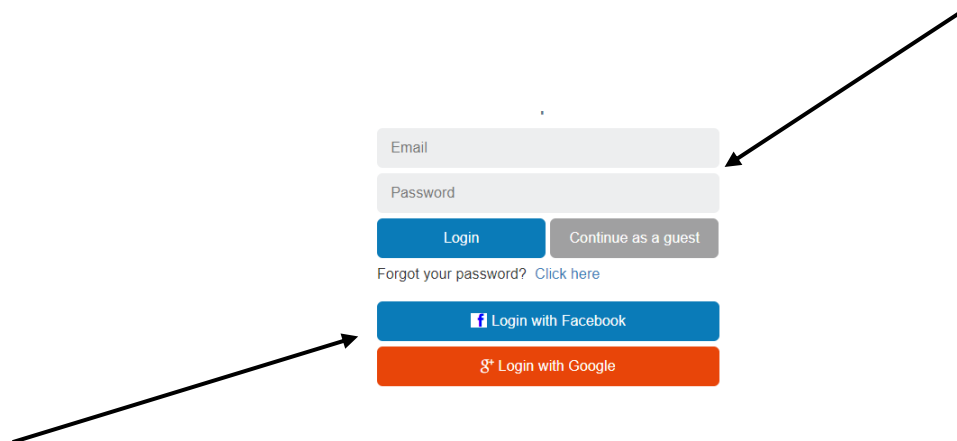 Email
Password
Login Continue as a guest
Forgot your password? Click here
f Login with Facebook
g+ Login with Google